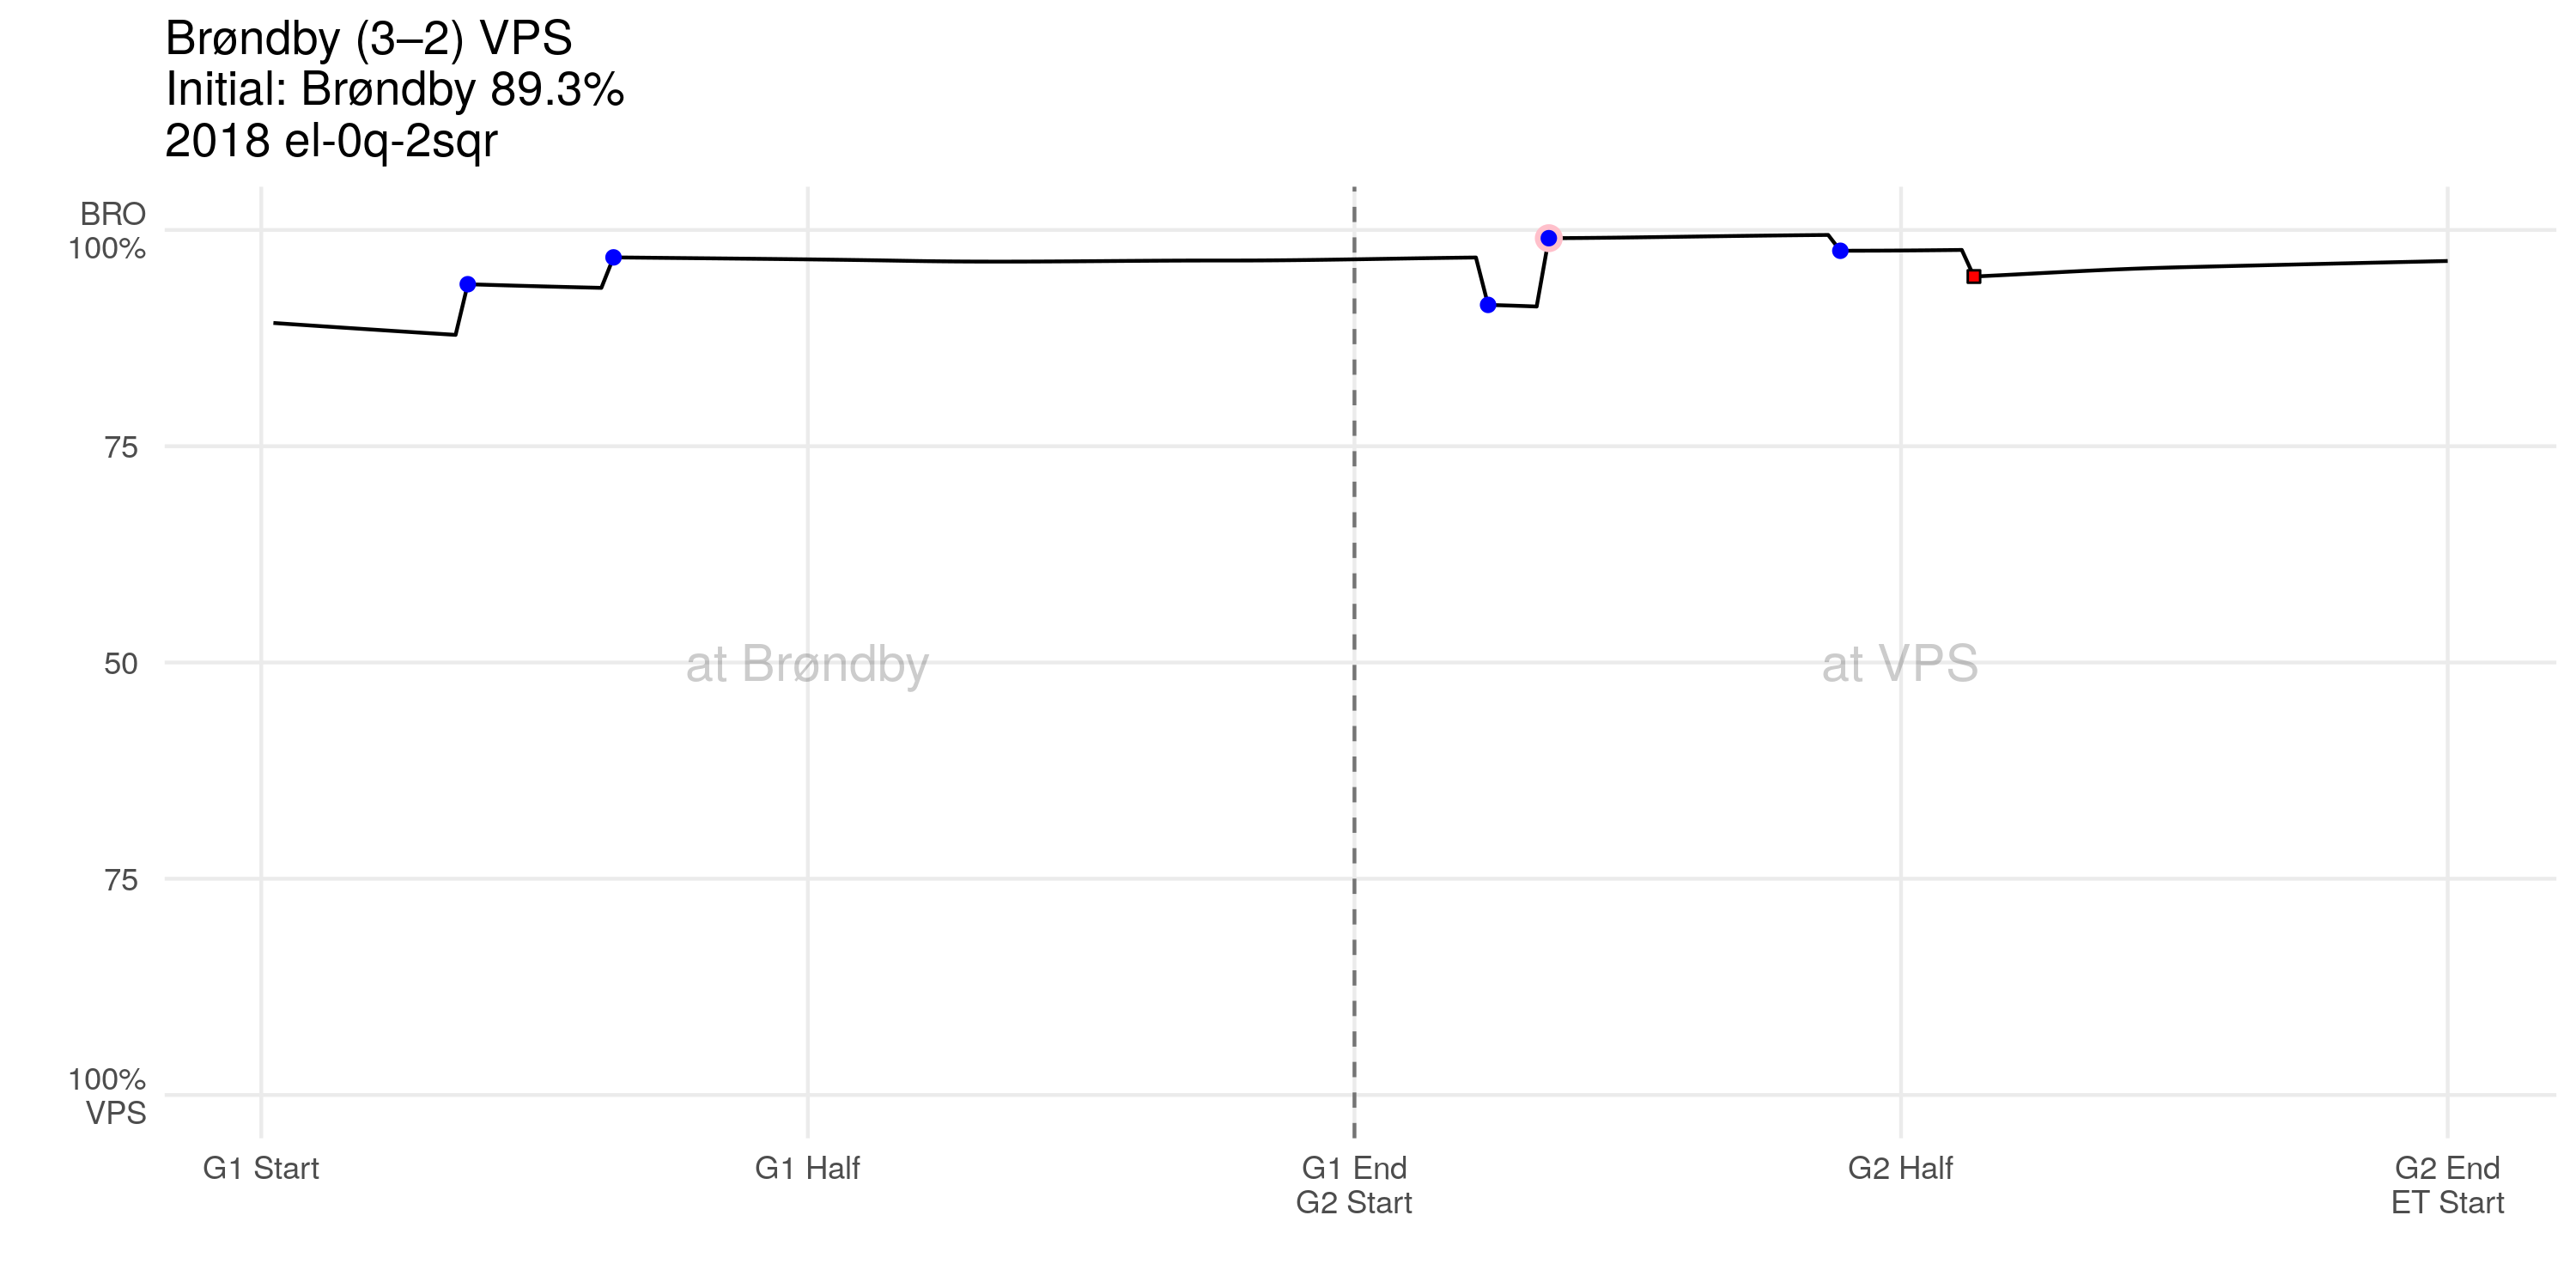 Brøndby (3–2) VPS
Initial: Brøndby 89.3%
2018 el-0q-2sqr
BRO
100%
75
50
75
100%
VPS
at Brøndby
at VPS
G1 Start
G1 Half
G1 End
G2 Start
G2 Half
G2 End
ET Start